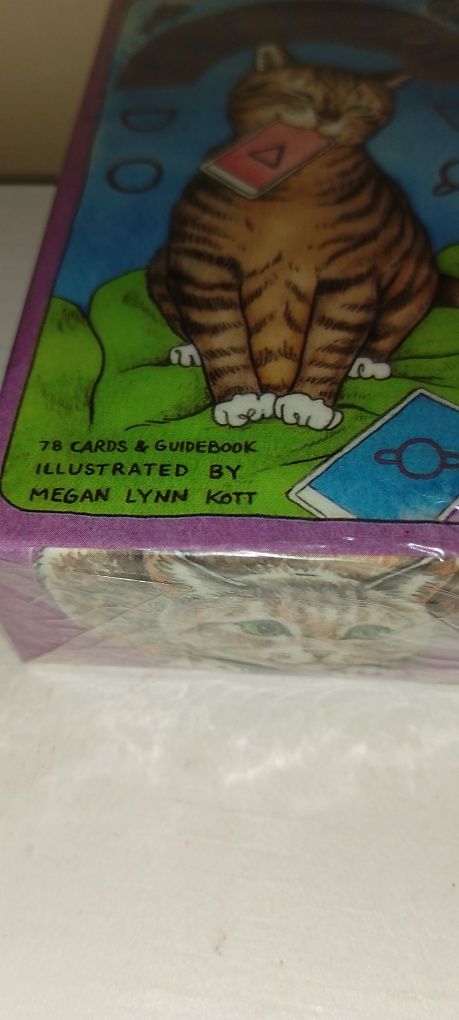 78 CARDS & GUIDEBOOK
ILLUSTRATED BY
MEGAN LYNN KOTT